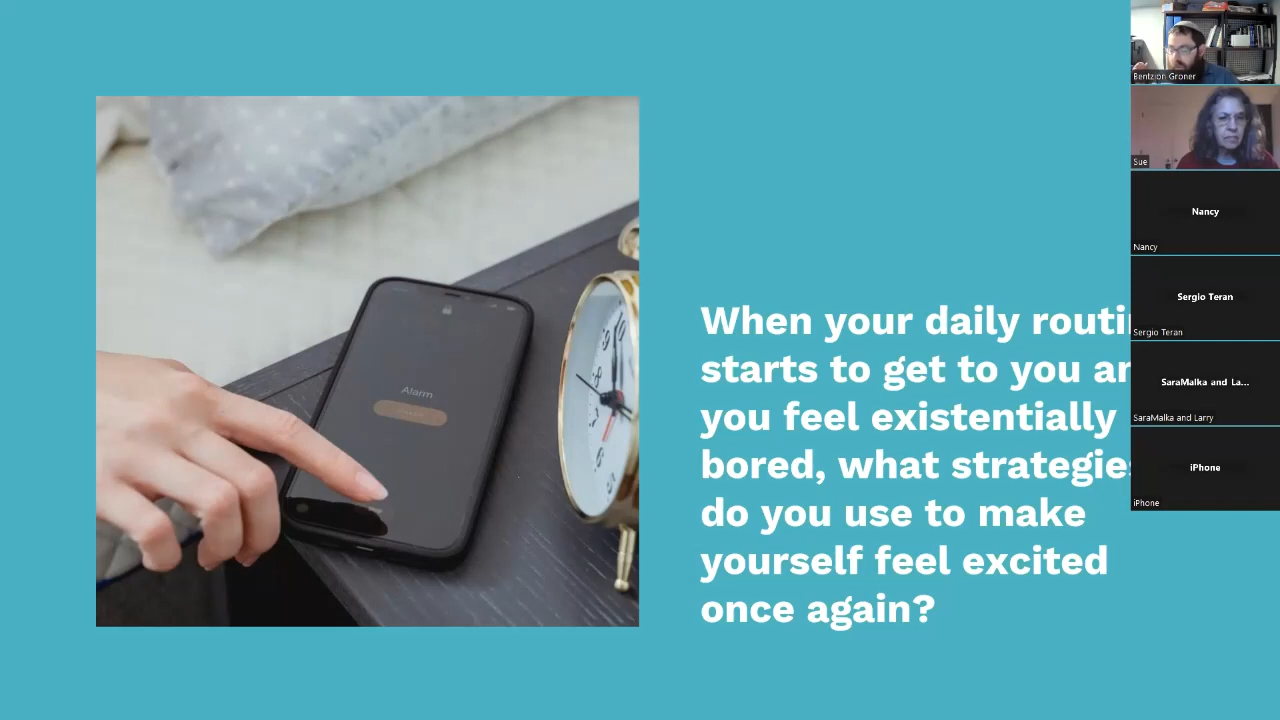 When your daily routi
starts to get to you ar
you feel existentially
bored, what strategies
do you use to make
yourself feel excited
once again?
Alarm
Bentzion Groner
Sue
Nancy
Nancy
Sergio Teran
Sergio Teran
SaraMalka and La...
SaraMalka and Larry
iPhone
iPhone